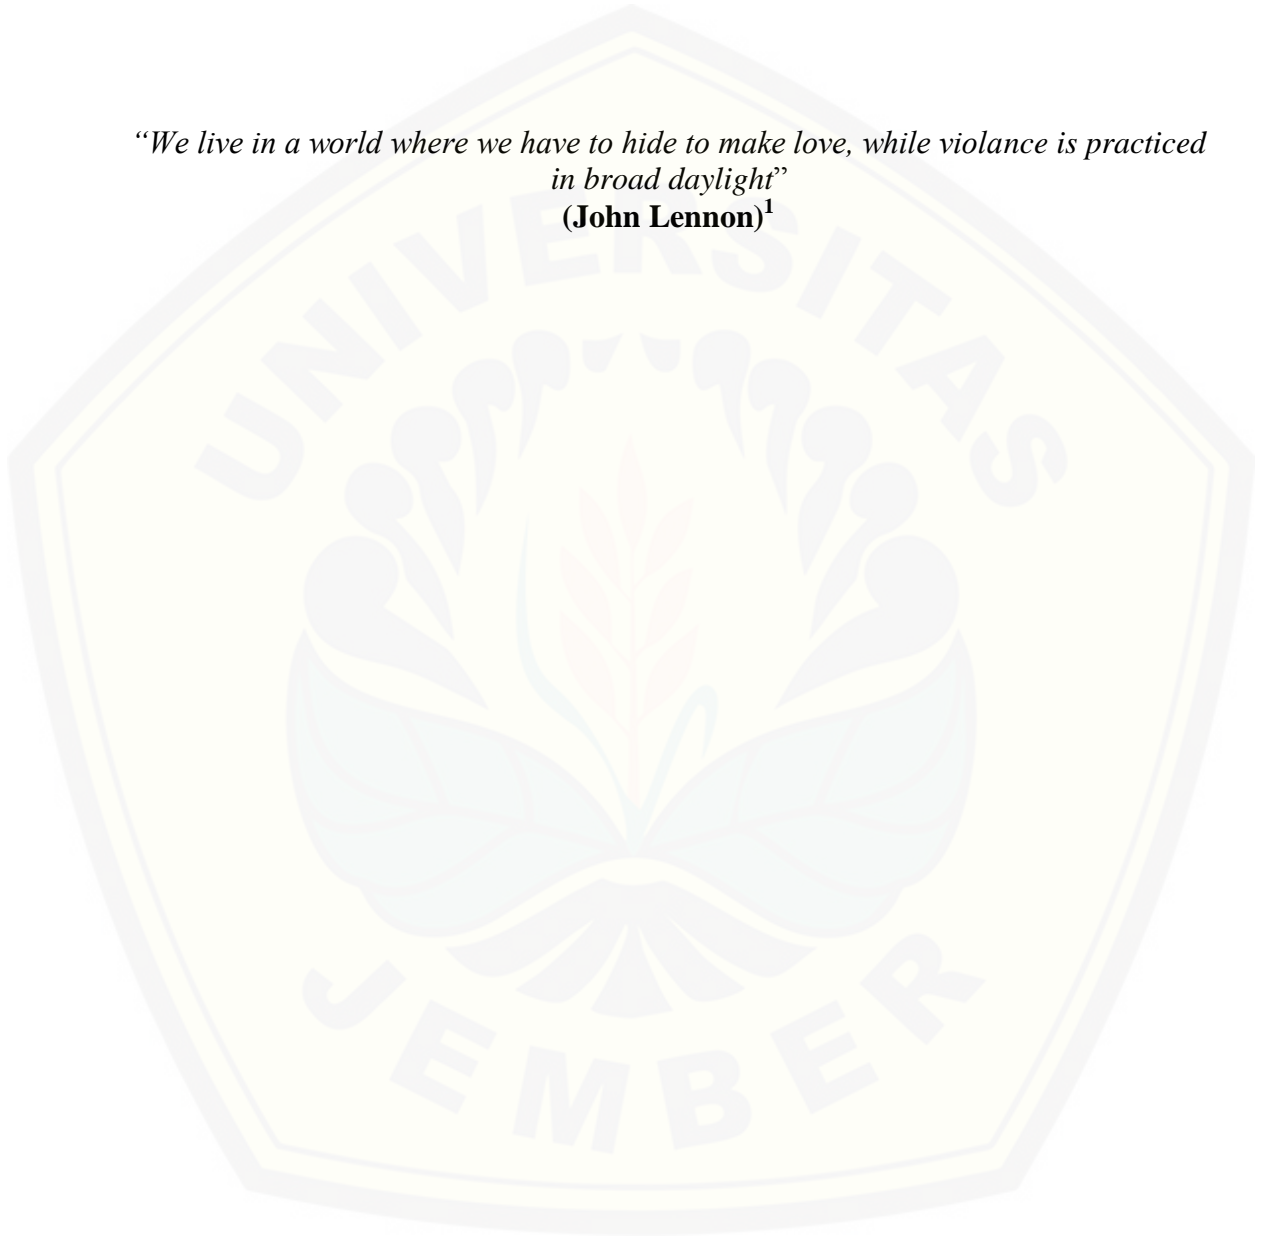 “We live in a world where we have to hide to make love, while violance is practiced
in broad daylight”
(John Lennon)1
UNIVERSITAS
JEMBER